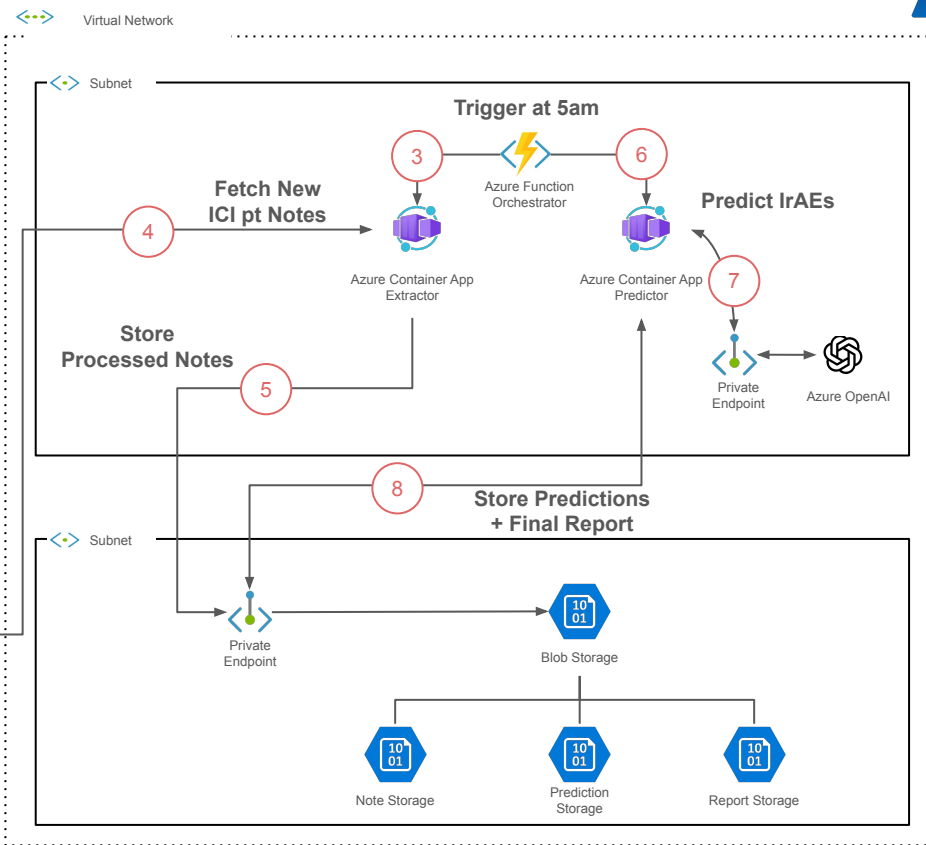 Virtual Network
Subnet
Trigger at 5am
3
6
Azure Function
Orchestrator
Fetch New
ICI pt Notes
4
Predict IrAEs
Azure Container App
Extractor
Azure Container App
Predictor
7
Store
Processed Notes
5
Private
Endpoint
Azure OpenAI
8
Store Predictions
+ Final Report
Subnet
Private
Endpoint
10
01
Blob Storage
10
01
Note Storage
10
01
Prediction
Storage
10
01
Report Storage